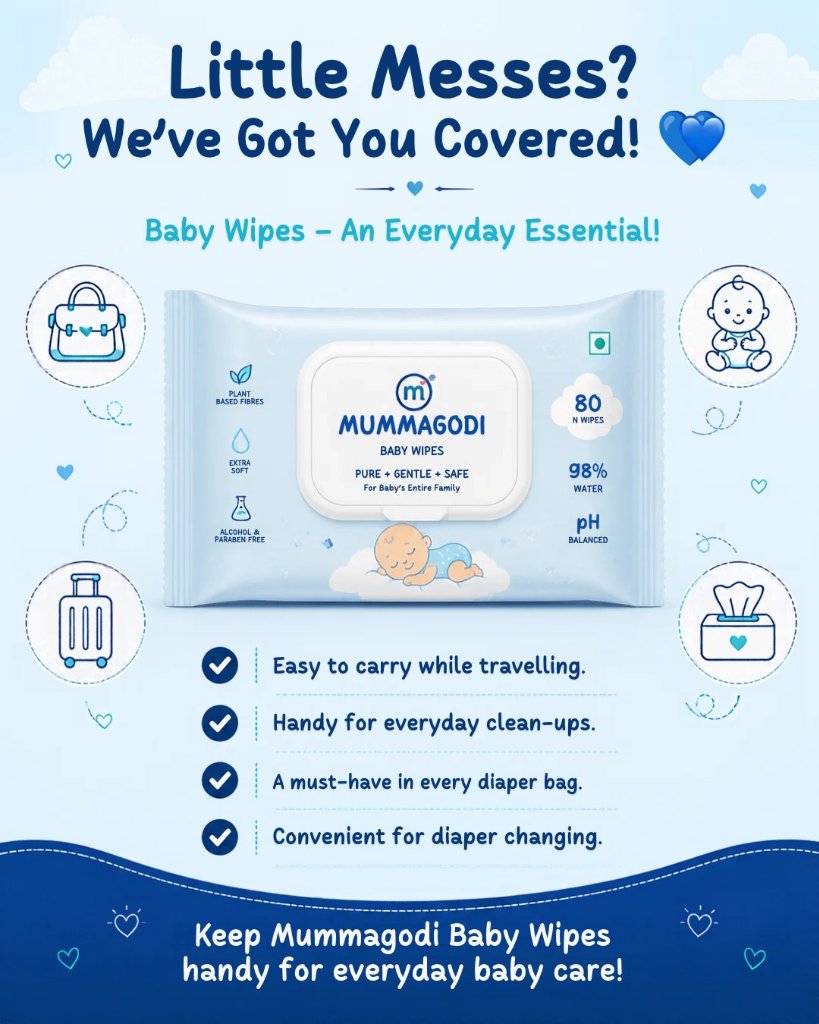 Little Messes?
We've Got You Covered! 💙
Baby Wipes – An Everyday Essential!
PLANT
BASED FIBRES
EXTRA
SOFT
ALCOHOL &
PARABEN FREE
m®
MUMMAGODI
BABY WIPES
PURE + GENTLE + SAFE
For Baby's Entire Family
80
N WIPES
98%
WATER
pH
BALANCED
Easy to carry while travelling.
Handy for everyday clean-ups.
A must-have in every diaper bag.
Convenient for diaper changing.
Keep Mummagodi Baby Wipes
handy for everyday baby care!